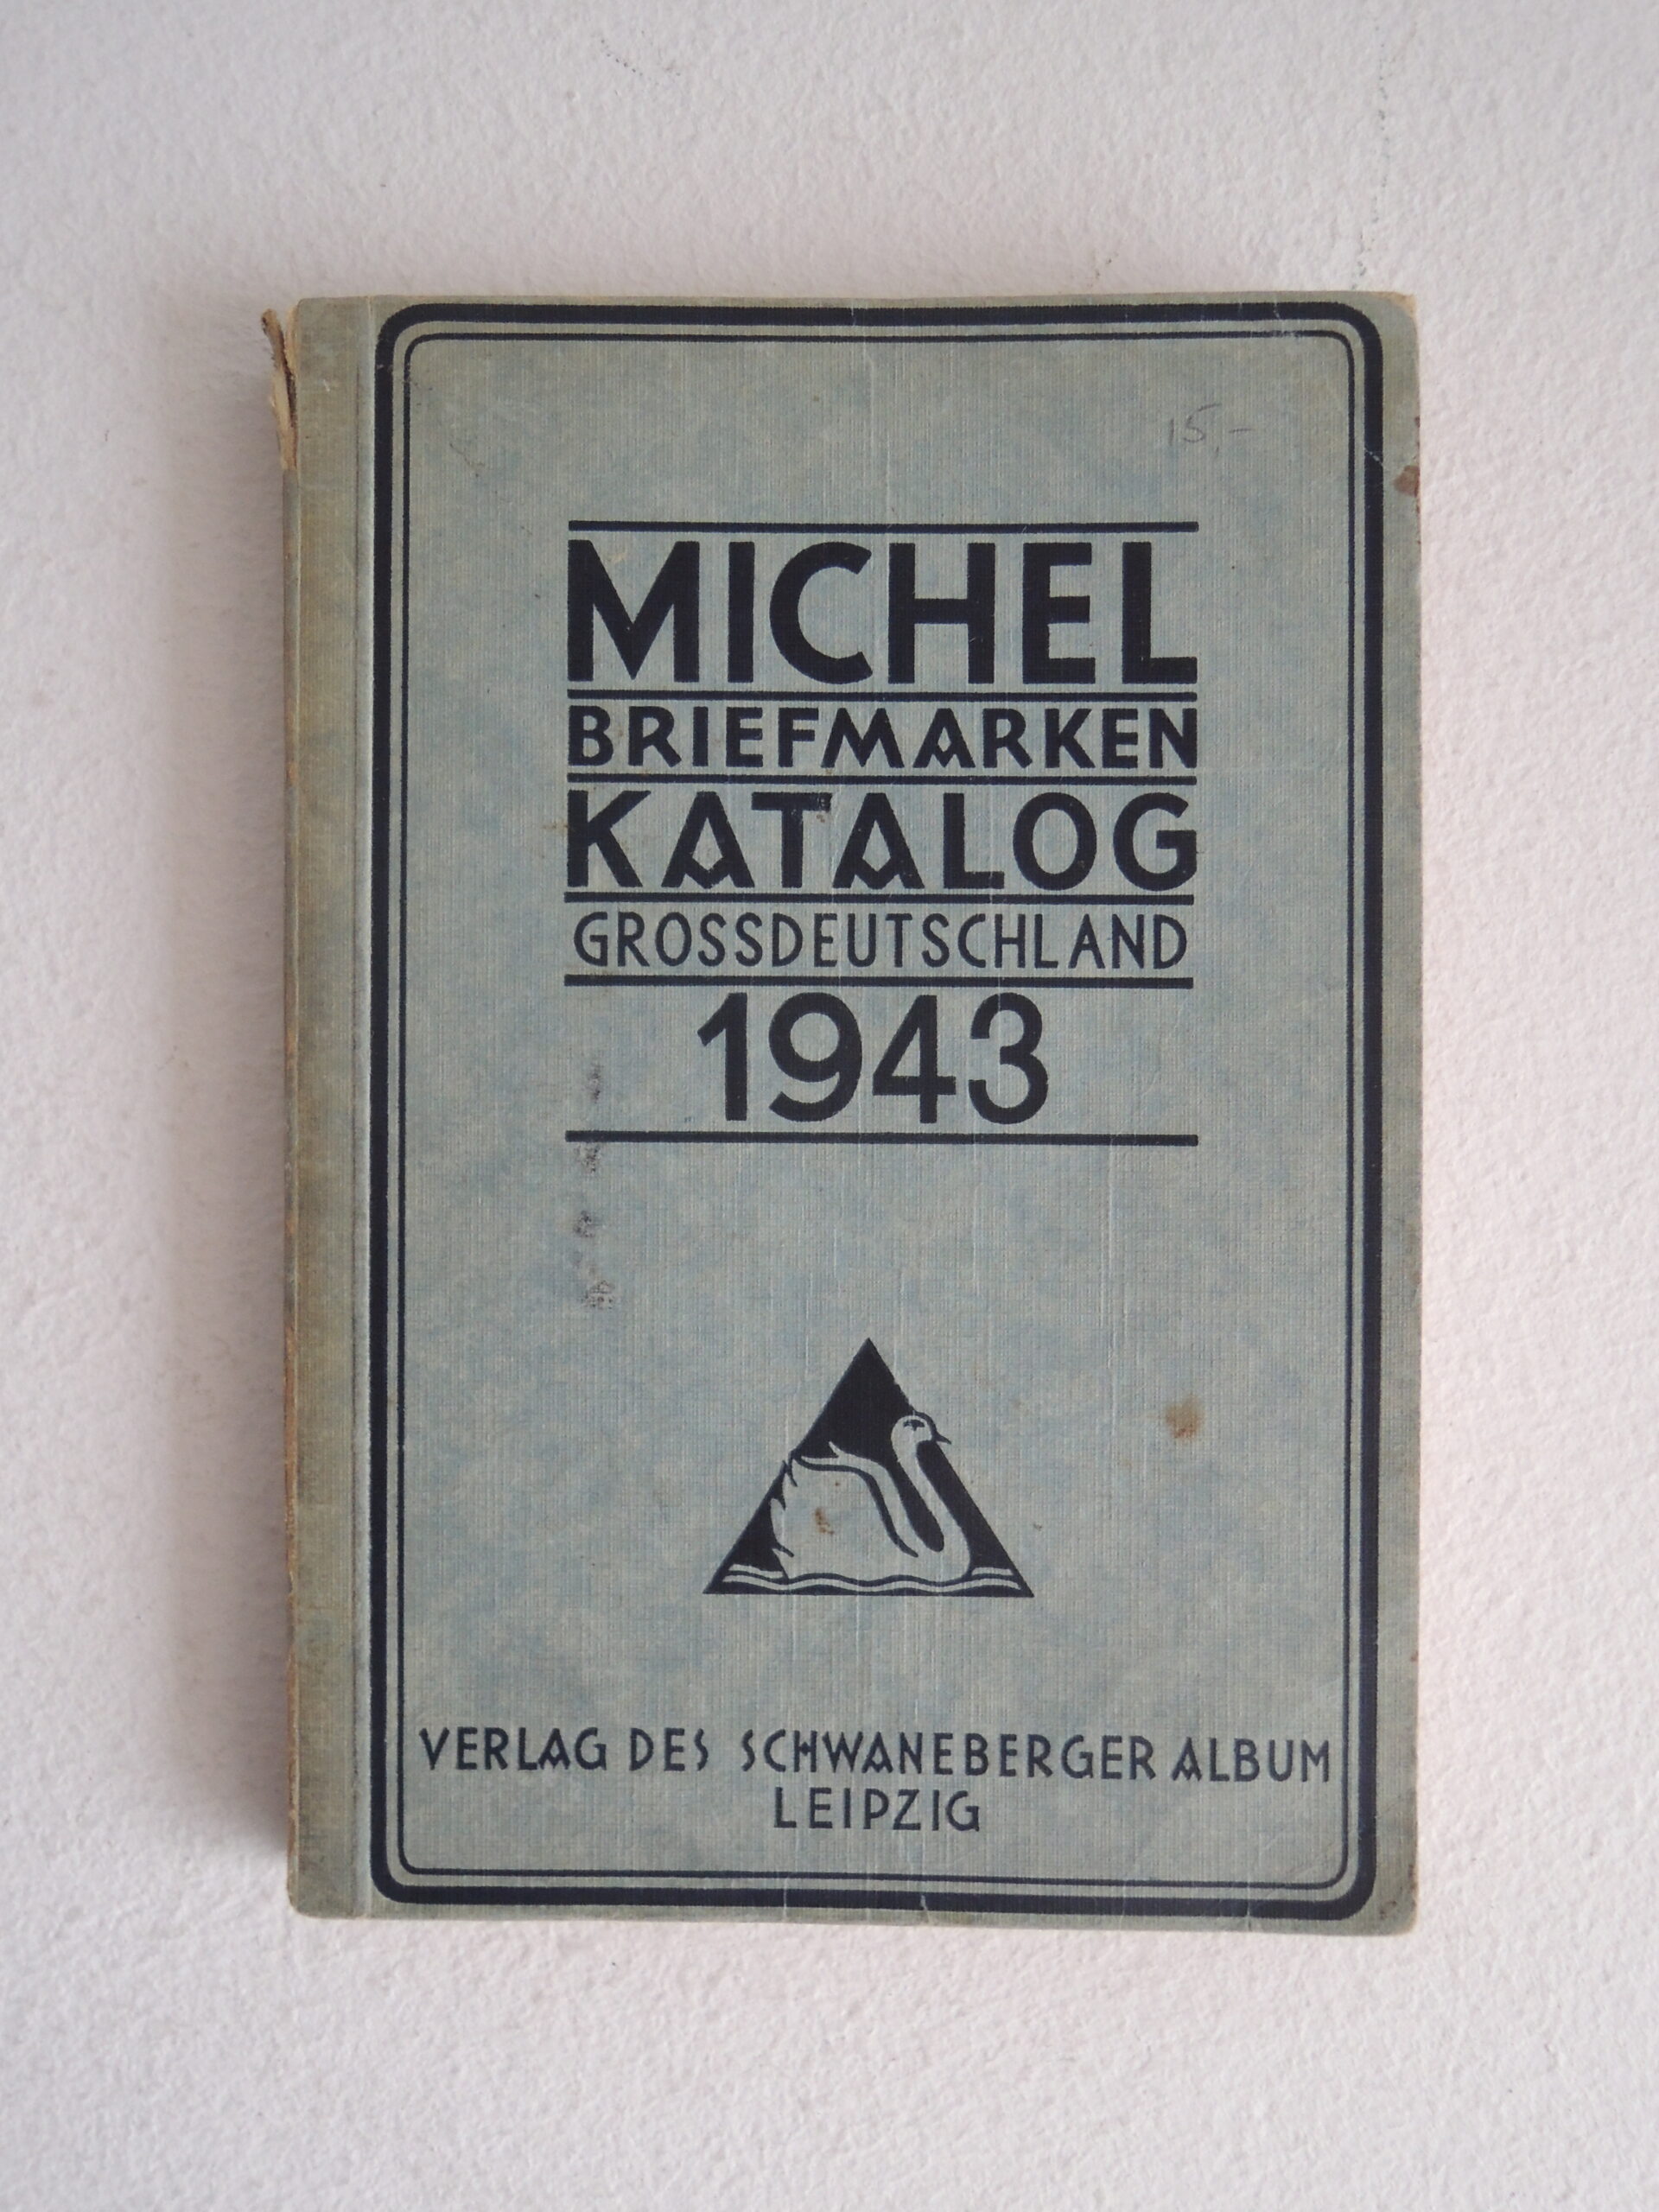 15,-
MICHEL
BRIEFMARKEN
KATALOG
GROSSDEUTSCHLAND
1943
VERLAG DES SCHWANEBERGER ALBUM
LEIPZIG